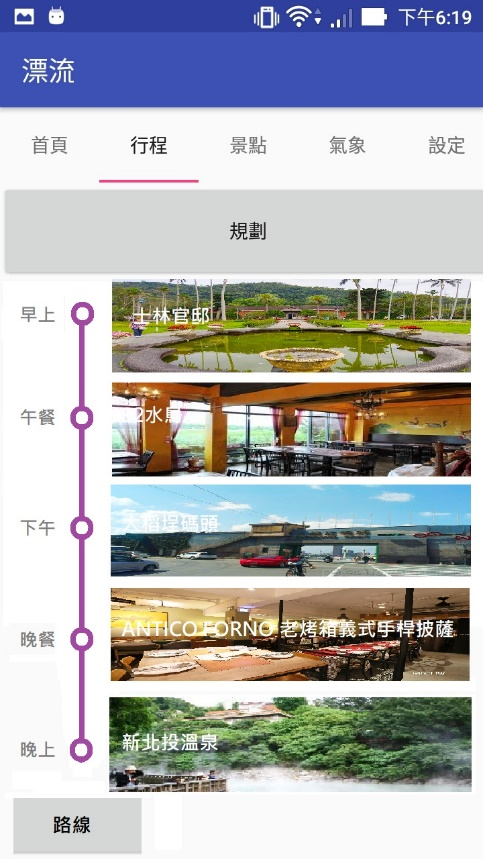 下午6:19
漂流
首頁 行程 景點 氣象 設定
規劃
早上
士林官邸
午餐
下午
大稻埕碼頭
晚餐
ANTICO FORNO 老烤箱義式手桿披薩
晚上
新北投溫泉
路線